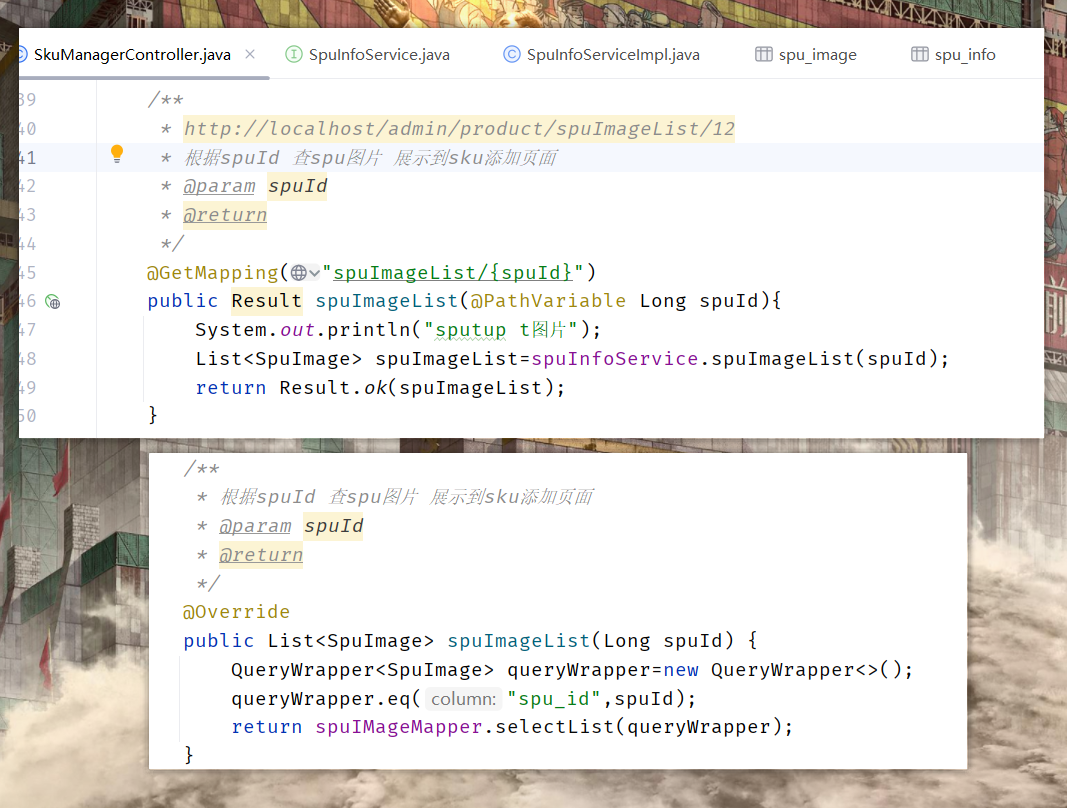 SkuManagerController.java SpuInfoService.java SpuInfoServiceImpl.java spu_image spu_info
39 /**
40 * http://localhost/admin/product/spuImageList/12
41 * 根据spuId 查spu图片 展示到sku添加页面
42 * @param spuId
43 * @return
44 */
45 @GetMapping("spuImageList/{spuId}")
46 public Result spuImageList(@PathVariable Long spuId){
47 System.out.println("sputup t图片");
48 List<SpuImage> spuImageList=spuInfoService.spuImageList(spuId);
49 return Result.ok(spuImageList);
50 }
/**
* 根据spuId 查spu图片 展示到sku添加页面
* @param spuId
* @return
*/
@Override
public List<SpuImage> spuImageList(Long spuId) {
QueryWrapper<SpuImage> queryWrapper=new QueryWrapper<>();
queryWrapper.eq( column: "spu_id",spuId);
return spuIMageMapper.selectList(queryWrapper);
}